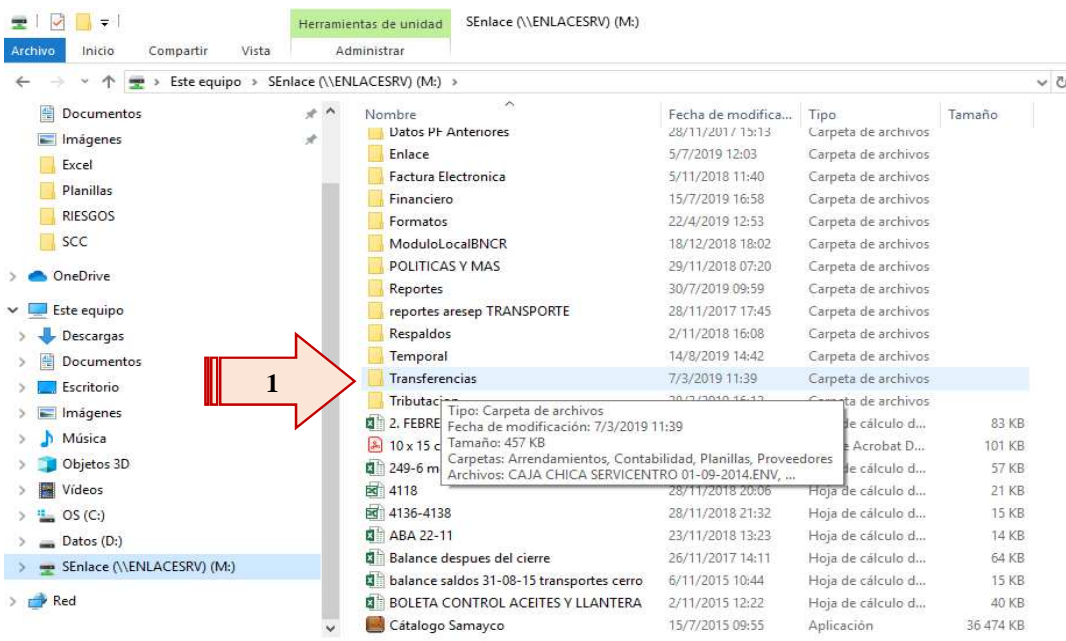 Herramientas de unidad SEnlace (\\ENLACESRV) (M:)
Archivo Inicio Compartir Vista Administrar
Este equipo > SEnlace (\\ENLACESRV) (M:) >
Documentos
Imágenes
Excel
Planillas
RIESGOS
SCC
OneDrive
Este equipo
Descargas
Documentos
Escritorio
Imágenes
Música
Objetos 3D
Vídeos
OS (C:)
Datos (D:)
SEnlace (\\ENLACESRV) (M:)
Red
1
Nombre Fecha de modifica... Tipo Tamaño
Datos PF Anteriores 28/11/2017 15:13 Carpeta de archivos
Enlace 5/7/2019 12:03 Carpeta de archivos
Factura Electronica 5/11/2018 11:40 Carpeta de archivos
Financiero 15/7/2019 16:58 Carpeta de archivos
Formatos 22/4/2019 12:53 Carpeta de archivos
ModuloLocalBNCR 18/12/2018 18:02 Carpeta de archivos
POLITICAS Y MAS 29/11/2018 07:20 Carpeta de archivos
Reportes 30/7/2019 09:59 Carpeta de archivos
reportes aresep TRANSPORTE 28/11/2017 17:45 Carpeta de archivos
Respaldos 2/11/2018 16:08 Carpeta de archivos
Temporal 14/8/2019 14:42 Carpeta de archivos
Transferencias 7/3/2019 11:39 Carpeta de archivos
Tributacion Carpeta de archivos
Tipo: Carpeta de archivos
Fecha de modificación: 7/3/2019 11:39
Tamaño: 457 KB
Carpetas: Arrendamientos, Contabilidad, Planillas, Proveedores
Archivos: CAJA CHICA SERVICENTRO 01-09-2014.ENV, ...
2. FEBRE de cálculo d... 83 KB
10 x 15 c Acrobat D... 101 KB
249-6 m de cálculo d... 57 KB
4118 28/11/2018 20:06 Hoja de cálculo d... 21 KB
4136-4138 28/11/2018 21:32 Hoja de cálculo d... 15 KB
ABA 22-11 23/11/2018 13:23 Hoja de cálculo d... 14 KB
Balance despues del cierre 26/11/2017 14:11 Hoja de cálculo d... 64 KB
balance saldos 31-08-15 transportes cerro 6/11/2015 10:44 Hoja de cálculo d... 15 KB
BOLETA CONTROL ACEITES Y LLANTERA 2/11/2015 12:22 Hoja de cálculo d... 40 KB
Cátalogo Samayco 15/7/2015 09:55 Aplicación 36 474 KB